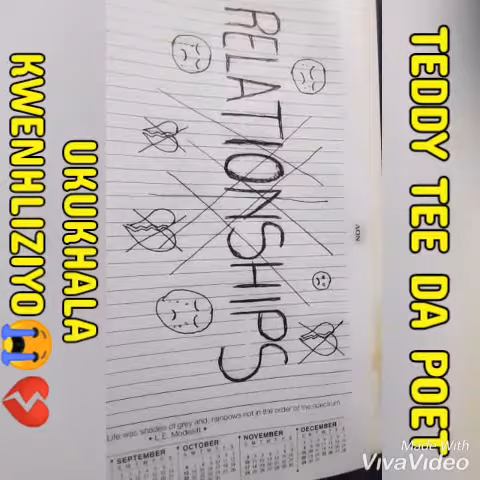 TEDDY TEE DA POET
RELATIONSHIPS
NOV
Life was shades of grey and, rainbows not in the order of the spectrum
• L.E. Modesitt •
• SEPTEMBER
• OCTOBER
• NOVEMBER
• DECEMBER
UKUKHALA
KWENHLIZIYO😭💔
Made With
VivaVideo